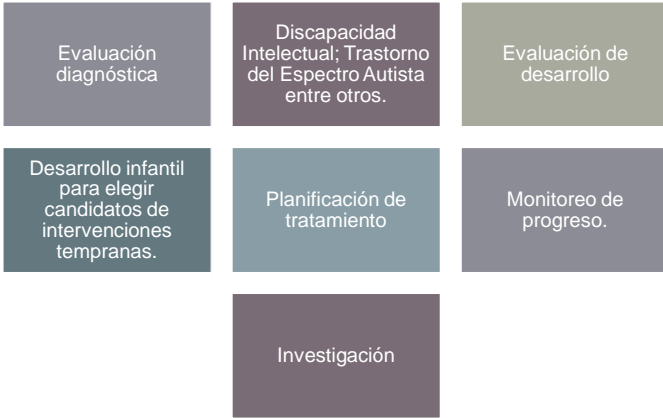 Evaluación
diagnóstica
Discapacidad
Intelectual; Trastorno
del Espectro Autista
entre otros.
Evaluación de
desarrollo
Desarrollo infantil
para elegir
candidatos de
intervenciones
tempranas.
Planificación de
tratamiento
Monitoreo de
progreso.
Investigación